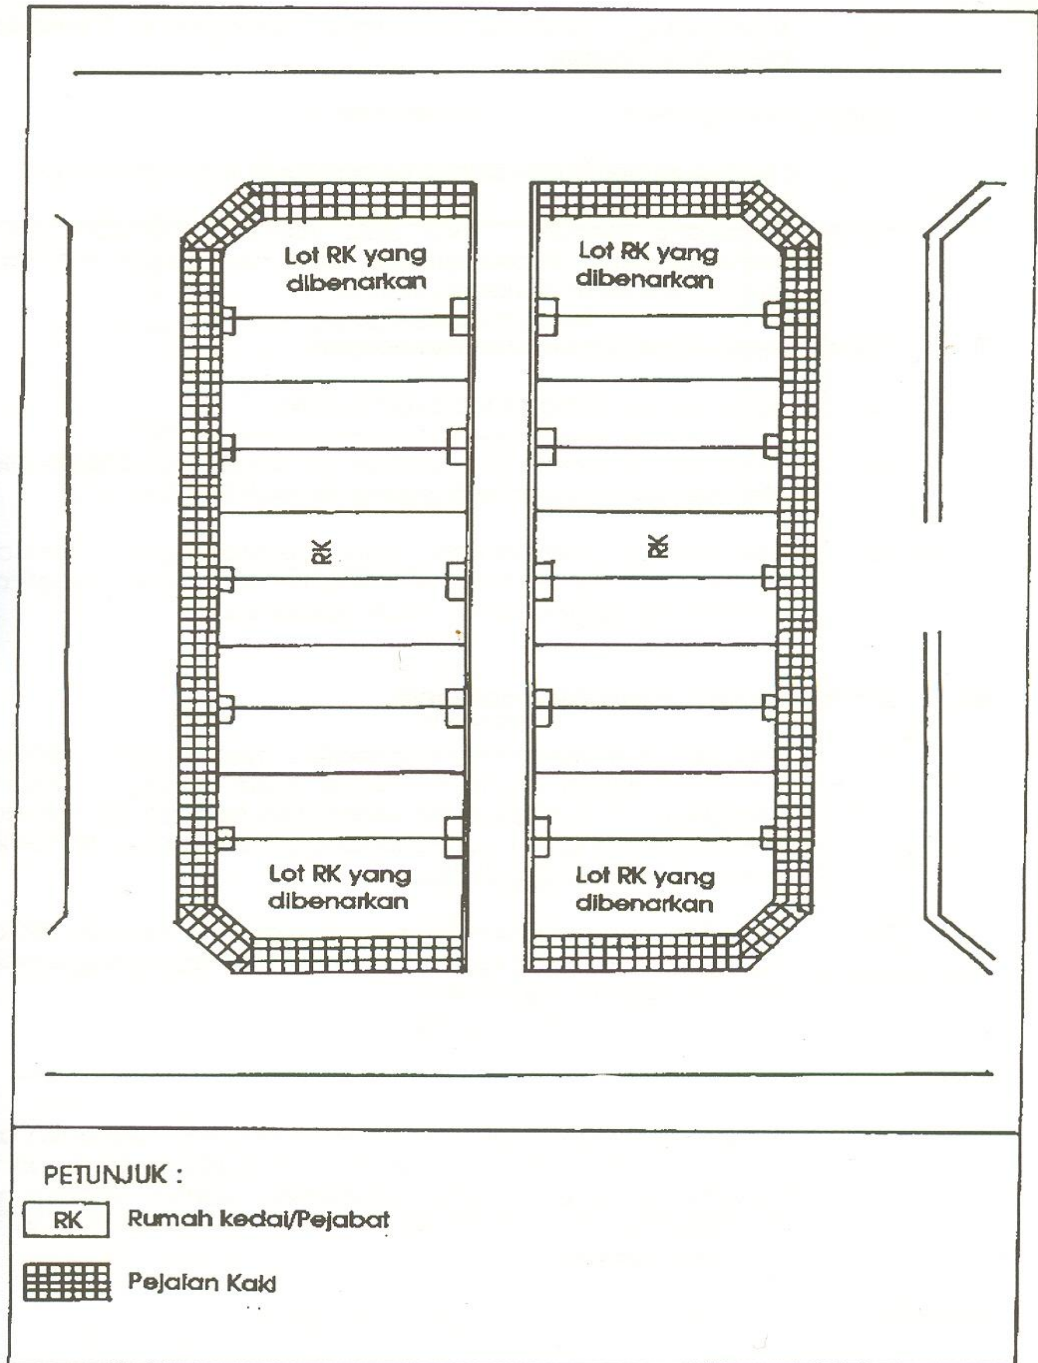 Lot RK yang
dibenarkan
Lot RK yang
dibenarkan
RK
RK
Lot RK yang
dibenarkan
Lot RK yang
dibenarkan
PETUNJUK :
RK
Rumah kedai/Pejabat
Pejalan Kaki